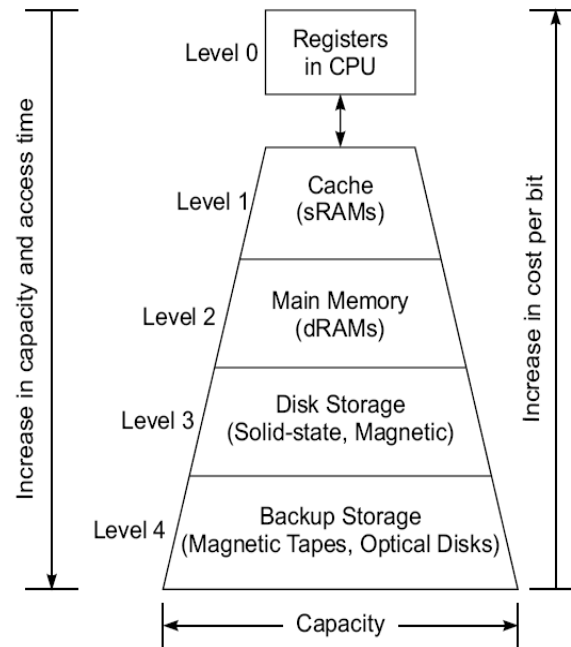 Level 0
Registers
in CPU
Level 1
Cache
(sRAMs)
Level 2
Main Memory
(dRAMs)
Level 3
Disk Storage
(Solid-state, Magnetic)
Level 4
Backup Storage
(Magnetic Tapes, Optical Disks)
Capacity
Increase in capacity and access time
Increase in cost per bit